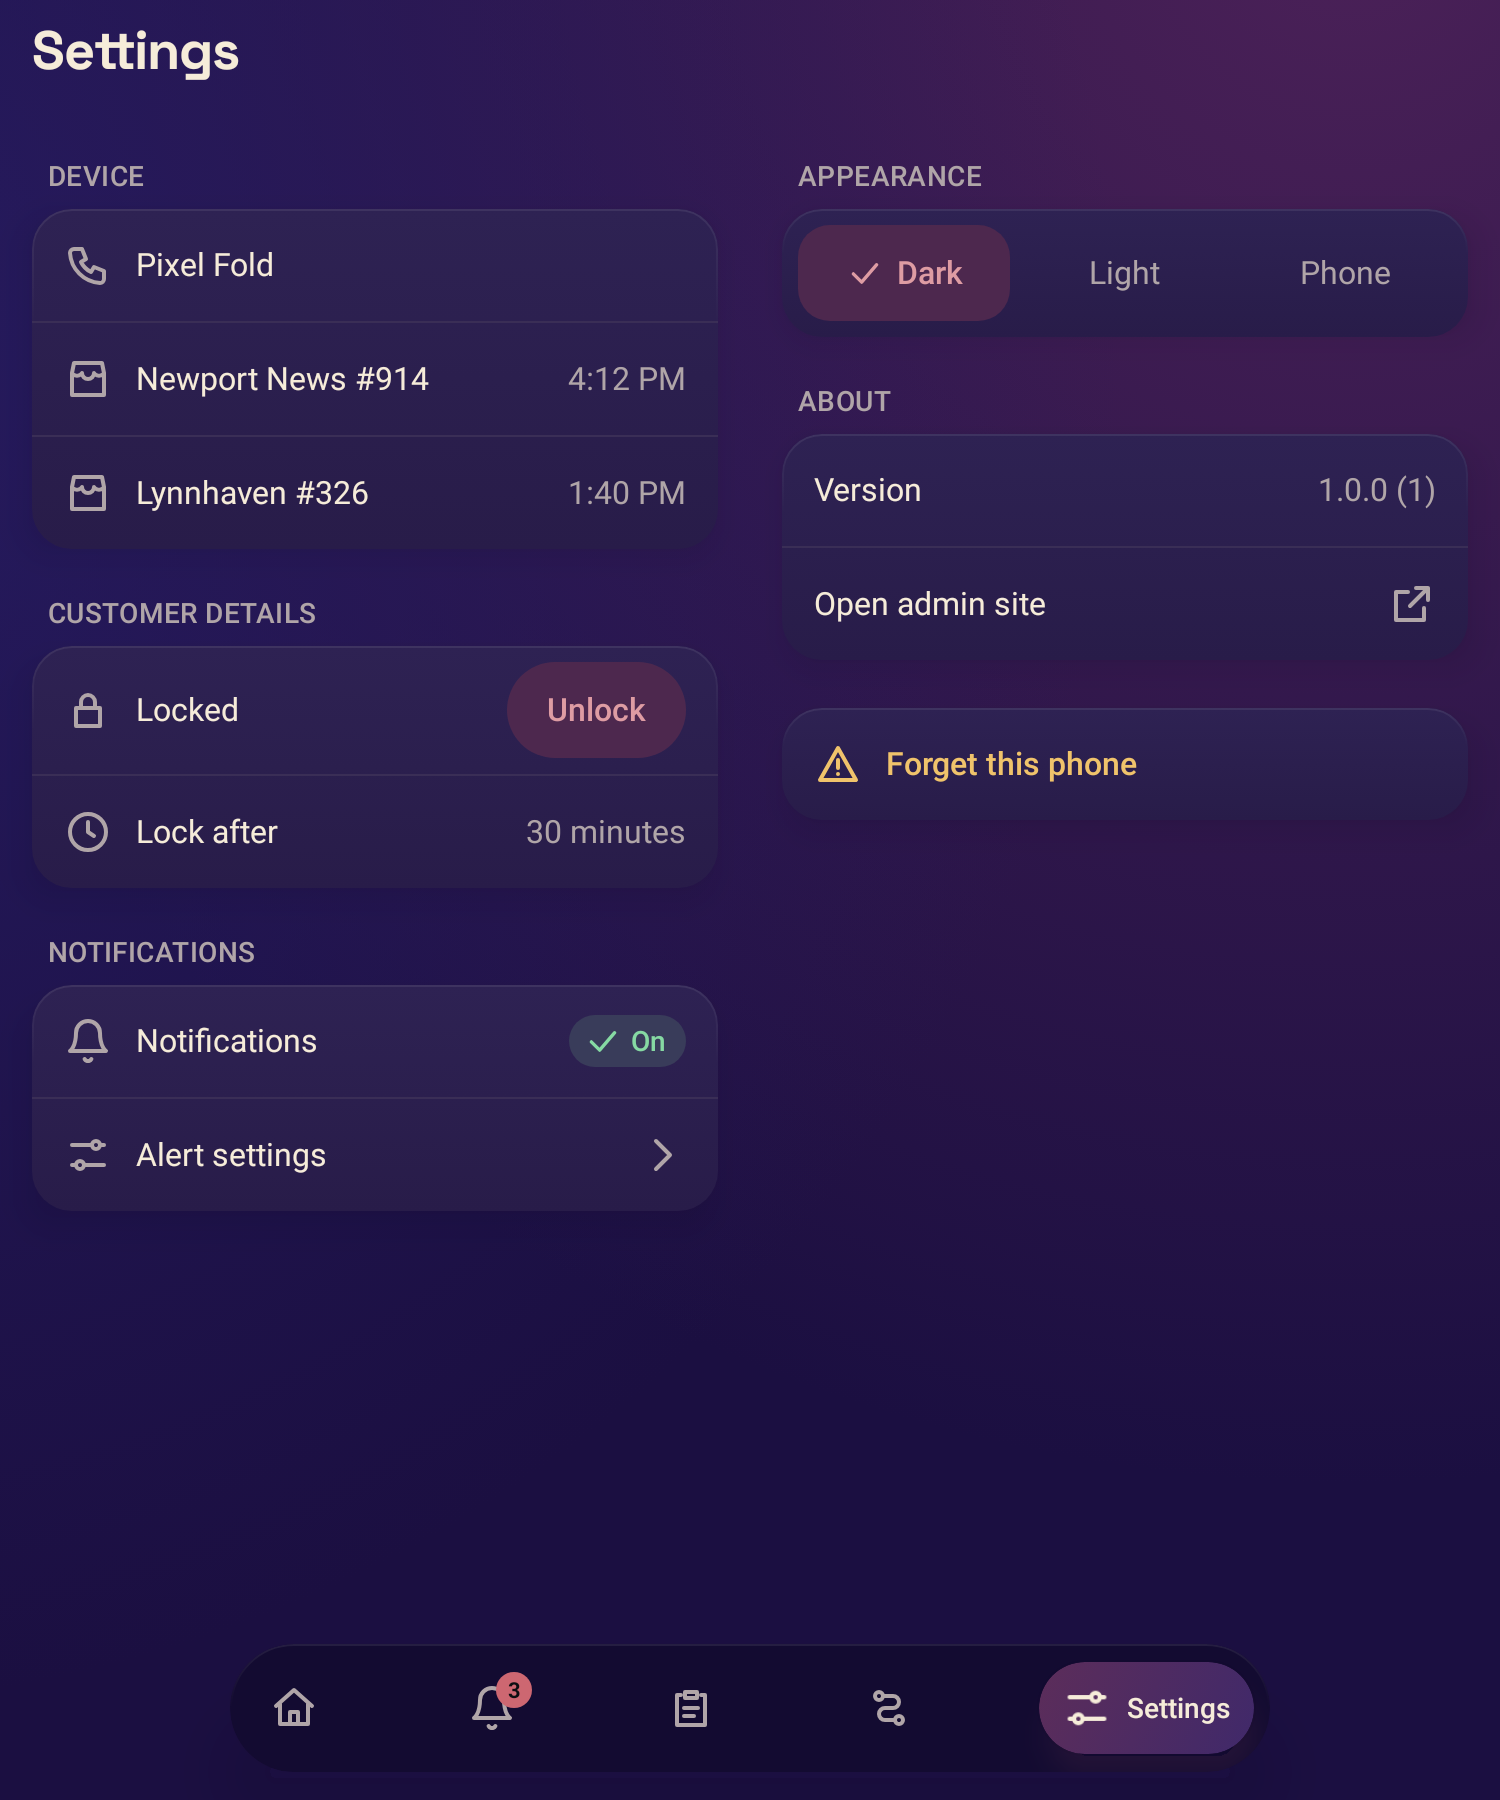 Settings
DEVICE
Pixel Fold
Newport News #914 4:12 PM
Lynnhaven #326 1:40 PM
CUSTOMER DETAILS
Locked Unlock
Lock after 30 minutes
NOTIFICATIONS
Notifications On
Alert settings
APPEARANCE
Dark Light Phone
ABOUT
Version 1.0.0 (1)
Open admin site
Forget this phone
3
Settings